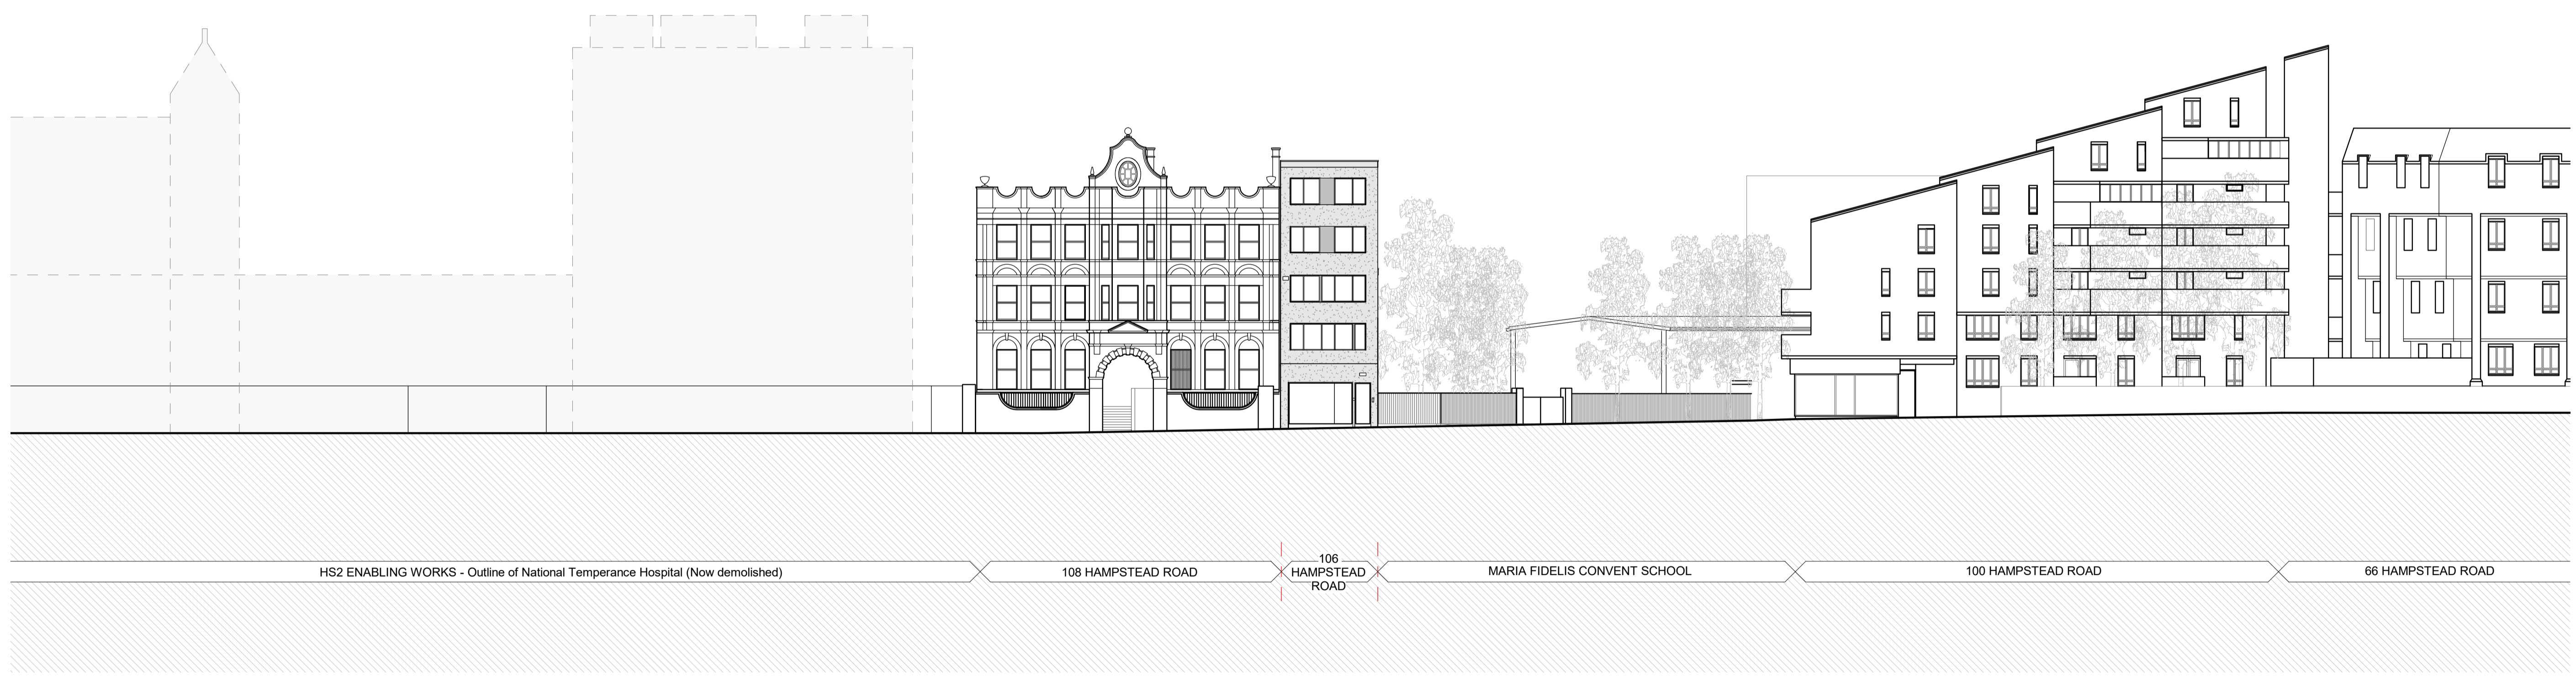 HS2 ENABLING WORKS - Outline of National Temperance Hospital (Now demolished)
108 HAMPSTEAD ROAD
106
HAMPSTEAD
ROAD
MARIA FIDELIS CONVENT SCHOOL
100 HAMPSTEAD ROAD
66 HAMPSTEAD ROAD